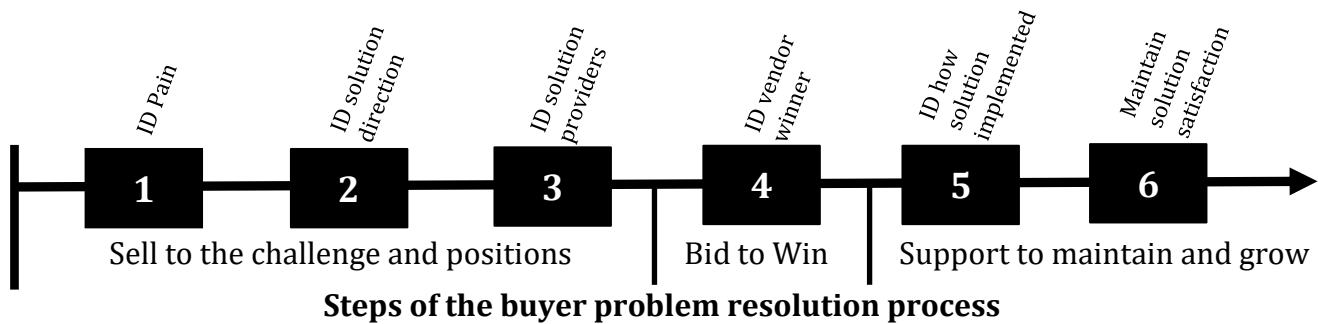 ID Pain
ID solution
direction
ID solution
providers
ID vendor
winner
ID how
solution
implemented
Maintain
solution
satisfaction
1
2
3
4
5
6
Sell to the challenge and positions
Bid to Win
Support to maintain and grow
Steps of the buyer problem resolution process